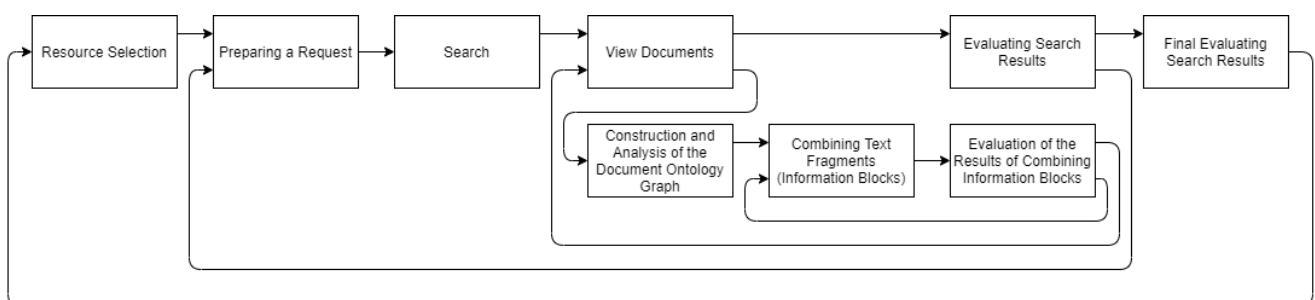 Resource Selection
Preparing a Request
Search
View Documents
Evaluating Search
Results
Final Evaluating
Search Results
Construction and
Analysis of the
Document Ontology
Graph
Combining Text
Fragments
(Information Blocks)
Evaluation of the
Results of Combining
Information Blocks